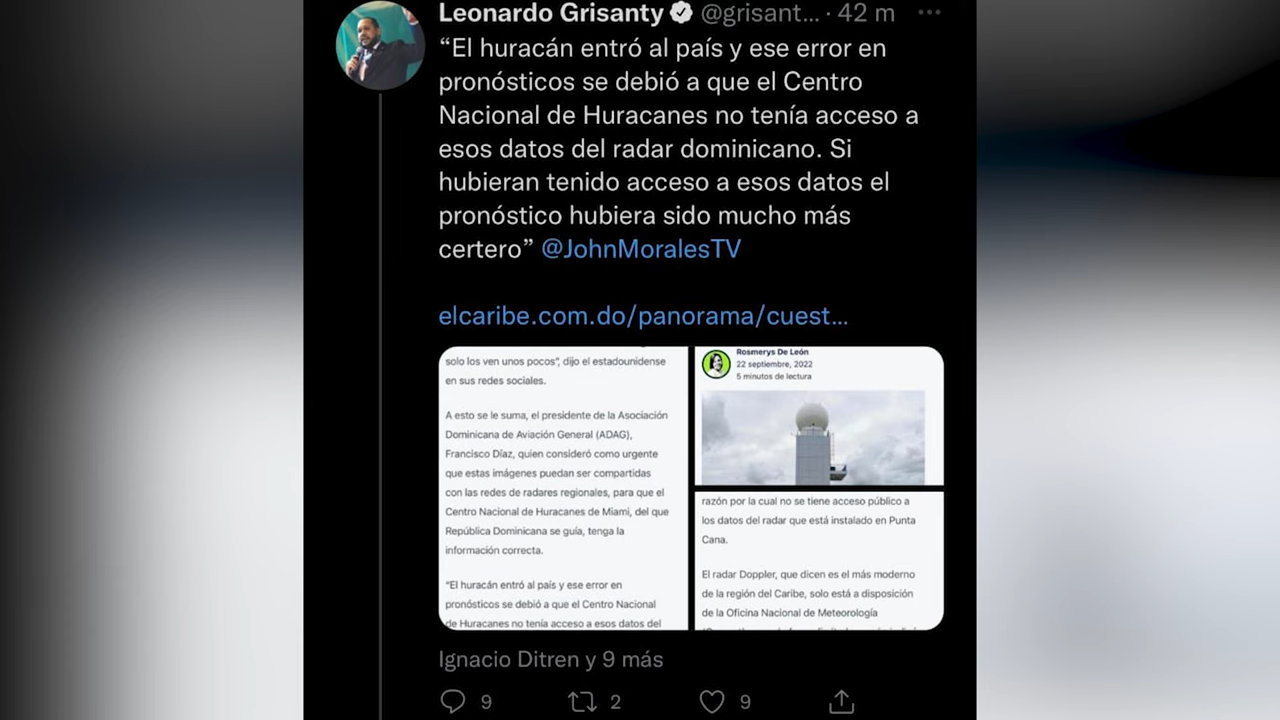 Leonardo Grisanty @grisant... · 42 m ...
“El huracán entró al país y ese error en
pronósticos se debió a que el Centro
Nacional de Huracanes no tenía acceso a
esos datos del radar dominicano. Si
hubieran tenido acceso a esos datos el
pronóstico hubiera sido mucho más
certero” @JohnMoralesTV
elcaribe.com.do/panorama/cuest...
solo los ven unos pocos”, dijo el estadounidense
en sus redes sociales.
A esto se le suma, el presidente de la Asociación
Dominicana de Aviación General (ADAG),
Francisco Díaz, quien consideró como urgente
que estas imágenes puedan ser compartidas
con las redes de radares regionales, para que el
Centro Nacional de Huracanes de Miami, del que
República Dominicana se guía, tenga la
información correcta.
“El huracán entró al país y ese error en
pronósticos se debió a que el Centro Nacional
de Huracanes no tenía acceso a esos datos del
Rosmerys De León
22 septiembre, 2022
5 minutos de lectura
razón por la cual no se tiene acceso público a
los datos del radar que está instalado en Punta
Cana.
El radar Doppler, que dicen es el más moderno
de la región del Caribe, solo está a disposición
de la Oficina Nacional de Meteorología
Ignacio Ditren y 9 más
9 2 9